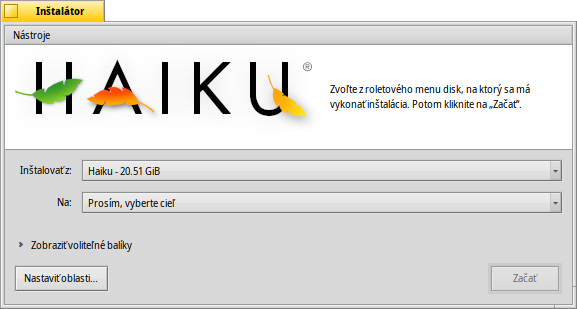 Inštalátor
Nástroje
HAIKU®
Zvoľte z roletového menu disk, na ktorý sa má
vykonať inštalácia. Potom kliknite na „Začať“.
Inštalovať z:
Haiku - 20.51 GiB
Na:
Prosím, vyberte cieľ
Zobraziť voliteľné balíky
Nastaviť oblasti...
Začať